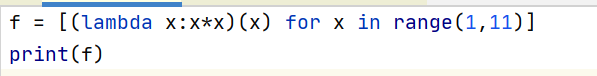 f = [(lambda x:x*x)(x) for x in range(1,11)]
print(f)